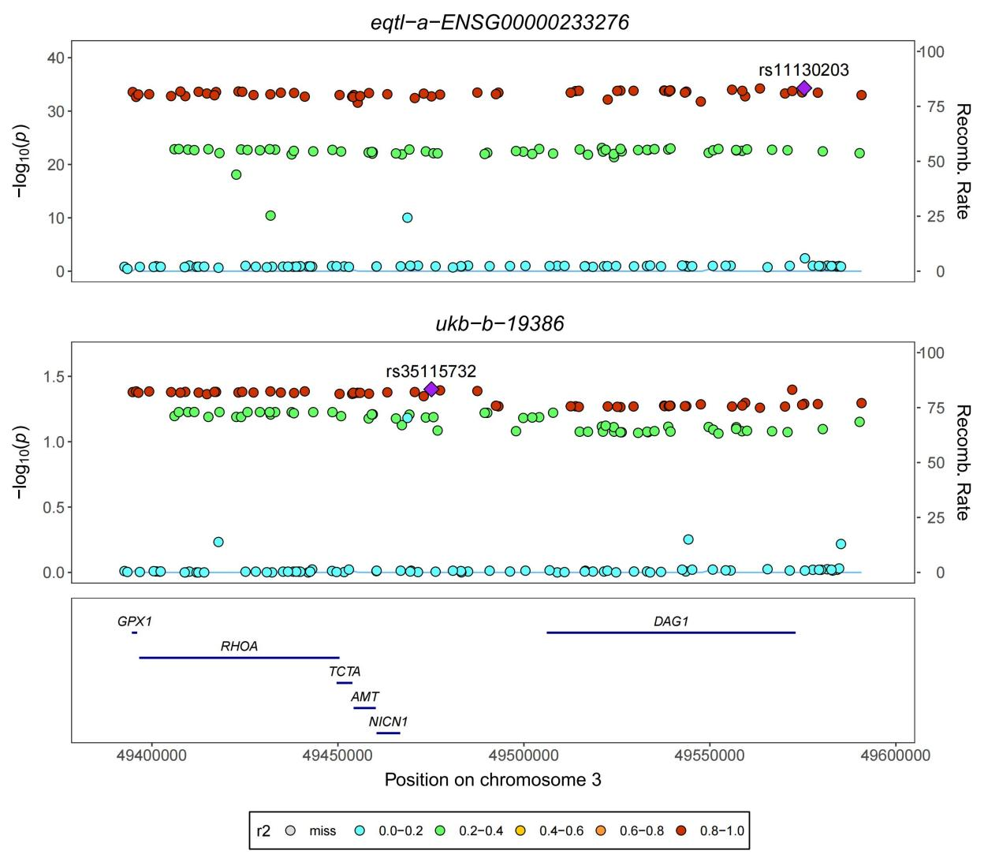 eqtl−a−ENSG00000233276
rs11130203
40
30
20
10
0
−log10(p)
100
75
50
25
0
Recomb. Rate
ukb−b−19386
rs35115732
1.5
1.0
0.5
0.0
−log10(p)
100
75
50
25
0
Recomb. Rate
GPX1
DAG1
RHOA
TCTA
AMT
NICN1
49400000 49450000 49500000 49550000 49600000
Position on chromosome 3
r2 miss 0.0−0.2 0.2−0.4 0.4−0.6 0.6−0.8 0.8−1.0